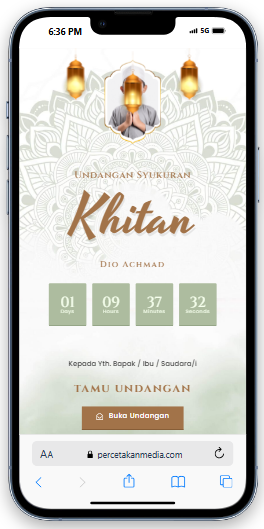 6:36 PM 5G
Undangan Syukuran
Khitan
Dio Achmad
01 09 37 32
Days Hours Minutes Seconds
Kepada Yth. Bapak / Ibu / Saudara/i
TAMU UNDANGAN
Buka Undangan
AA percetakanmedia.com